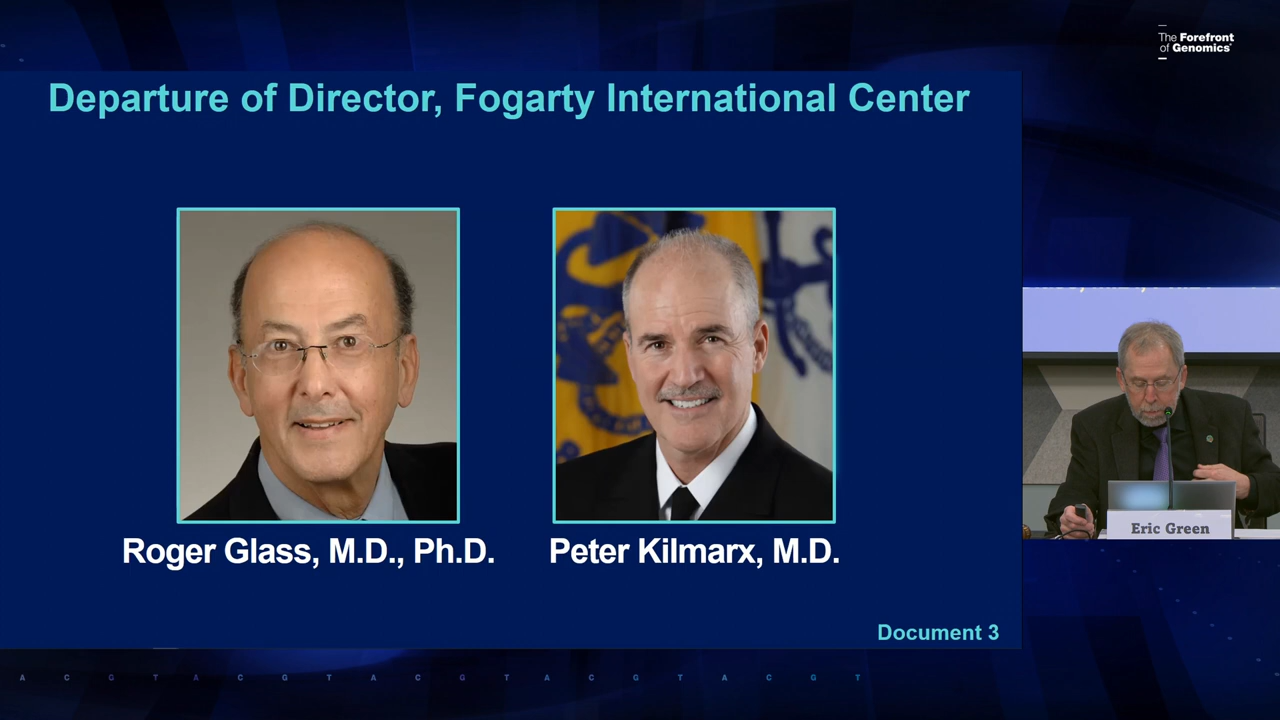 The Forefront
of Genomics
Departure of Director, Fogarty International Center
Roger Glass, M.D., Ph.D.
Peter Kilmarx, M.D.
Eric Green
Document 3
A C G T A C G T A C G T A C G T A C G T